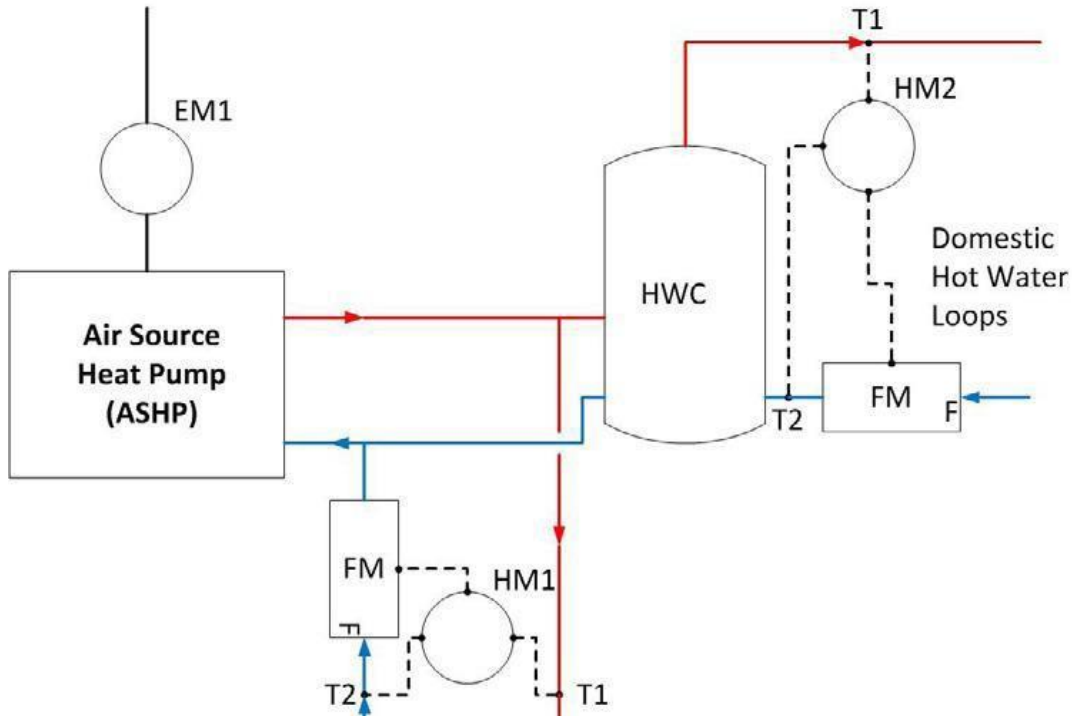 T1
EM1
HM2
Domestic
Hot Water
Loops
HWC
Air Source
Heat Pump
(ASHP)
FM
F
T2
FM
F
HM1
T2
T1